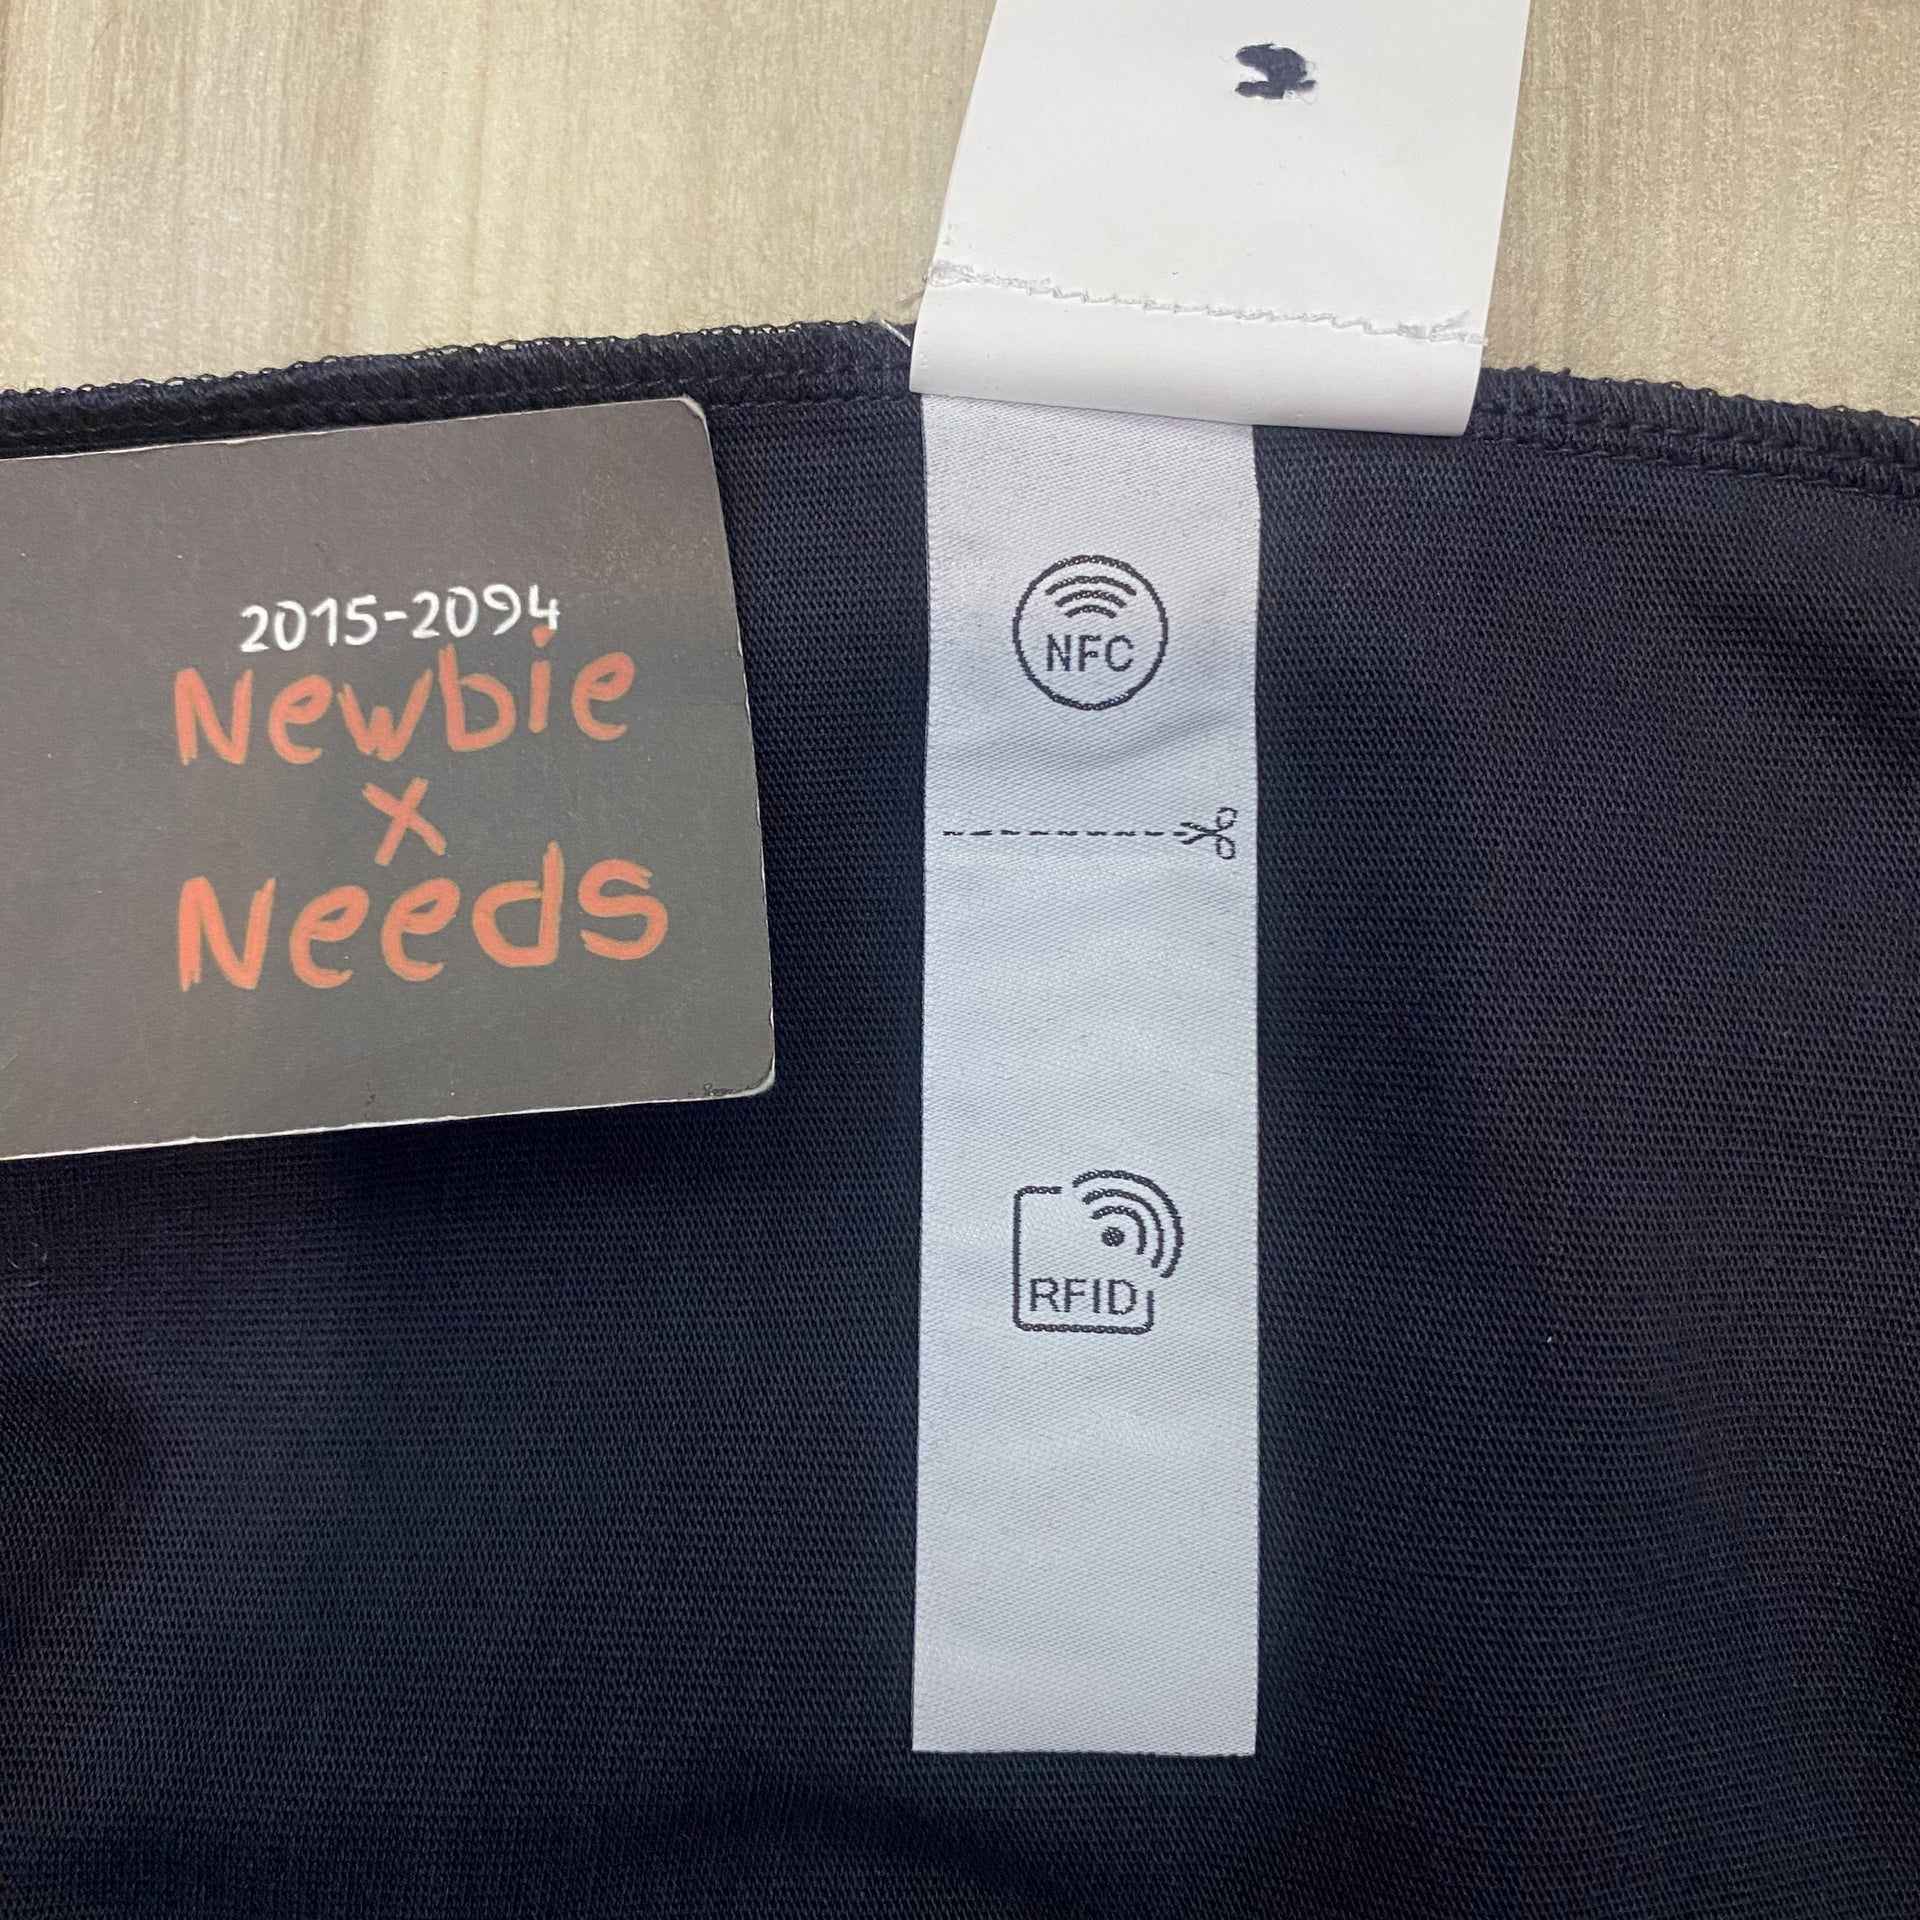 2015-2094
Newbie
x
Needs
NFC
RFID